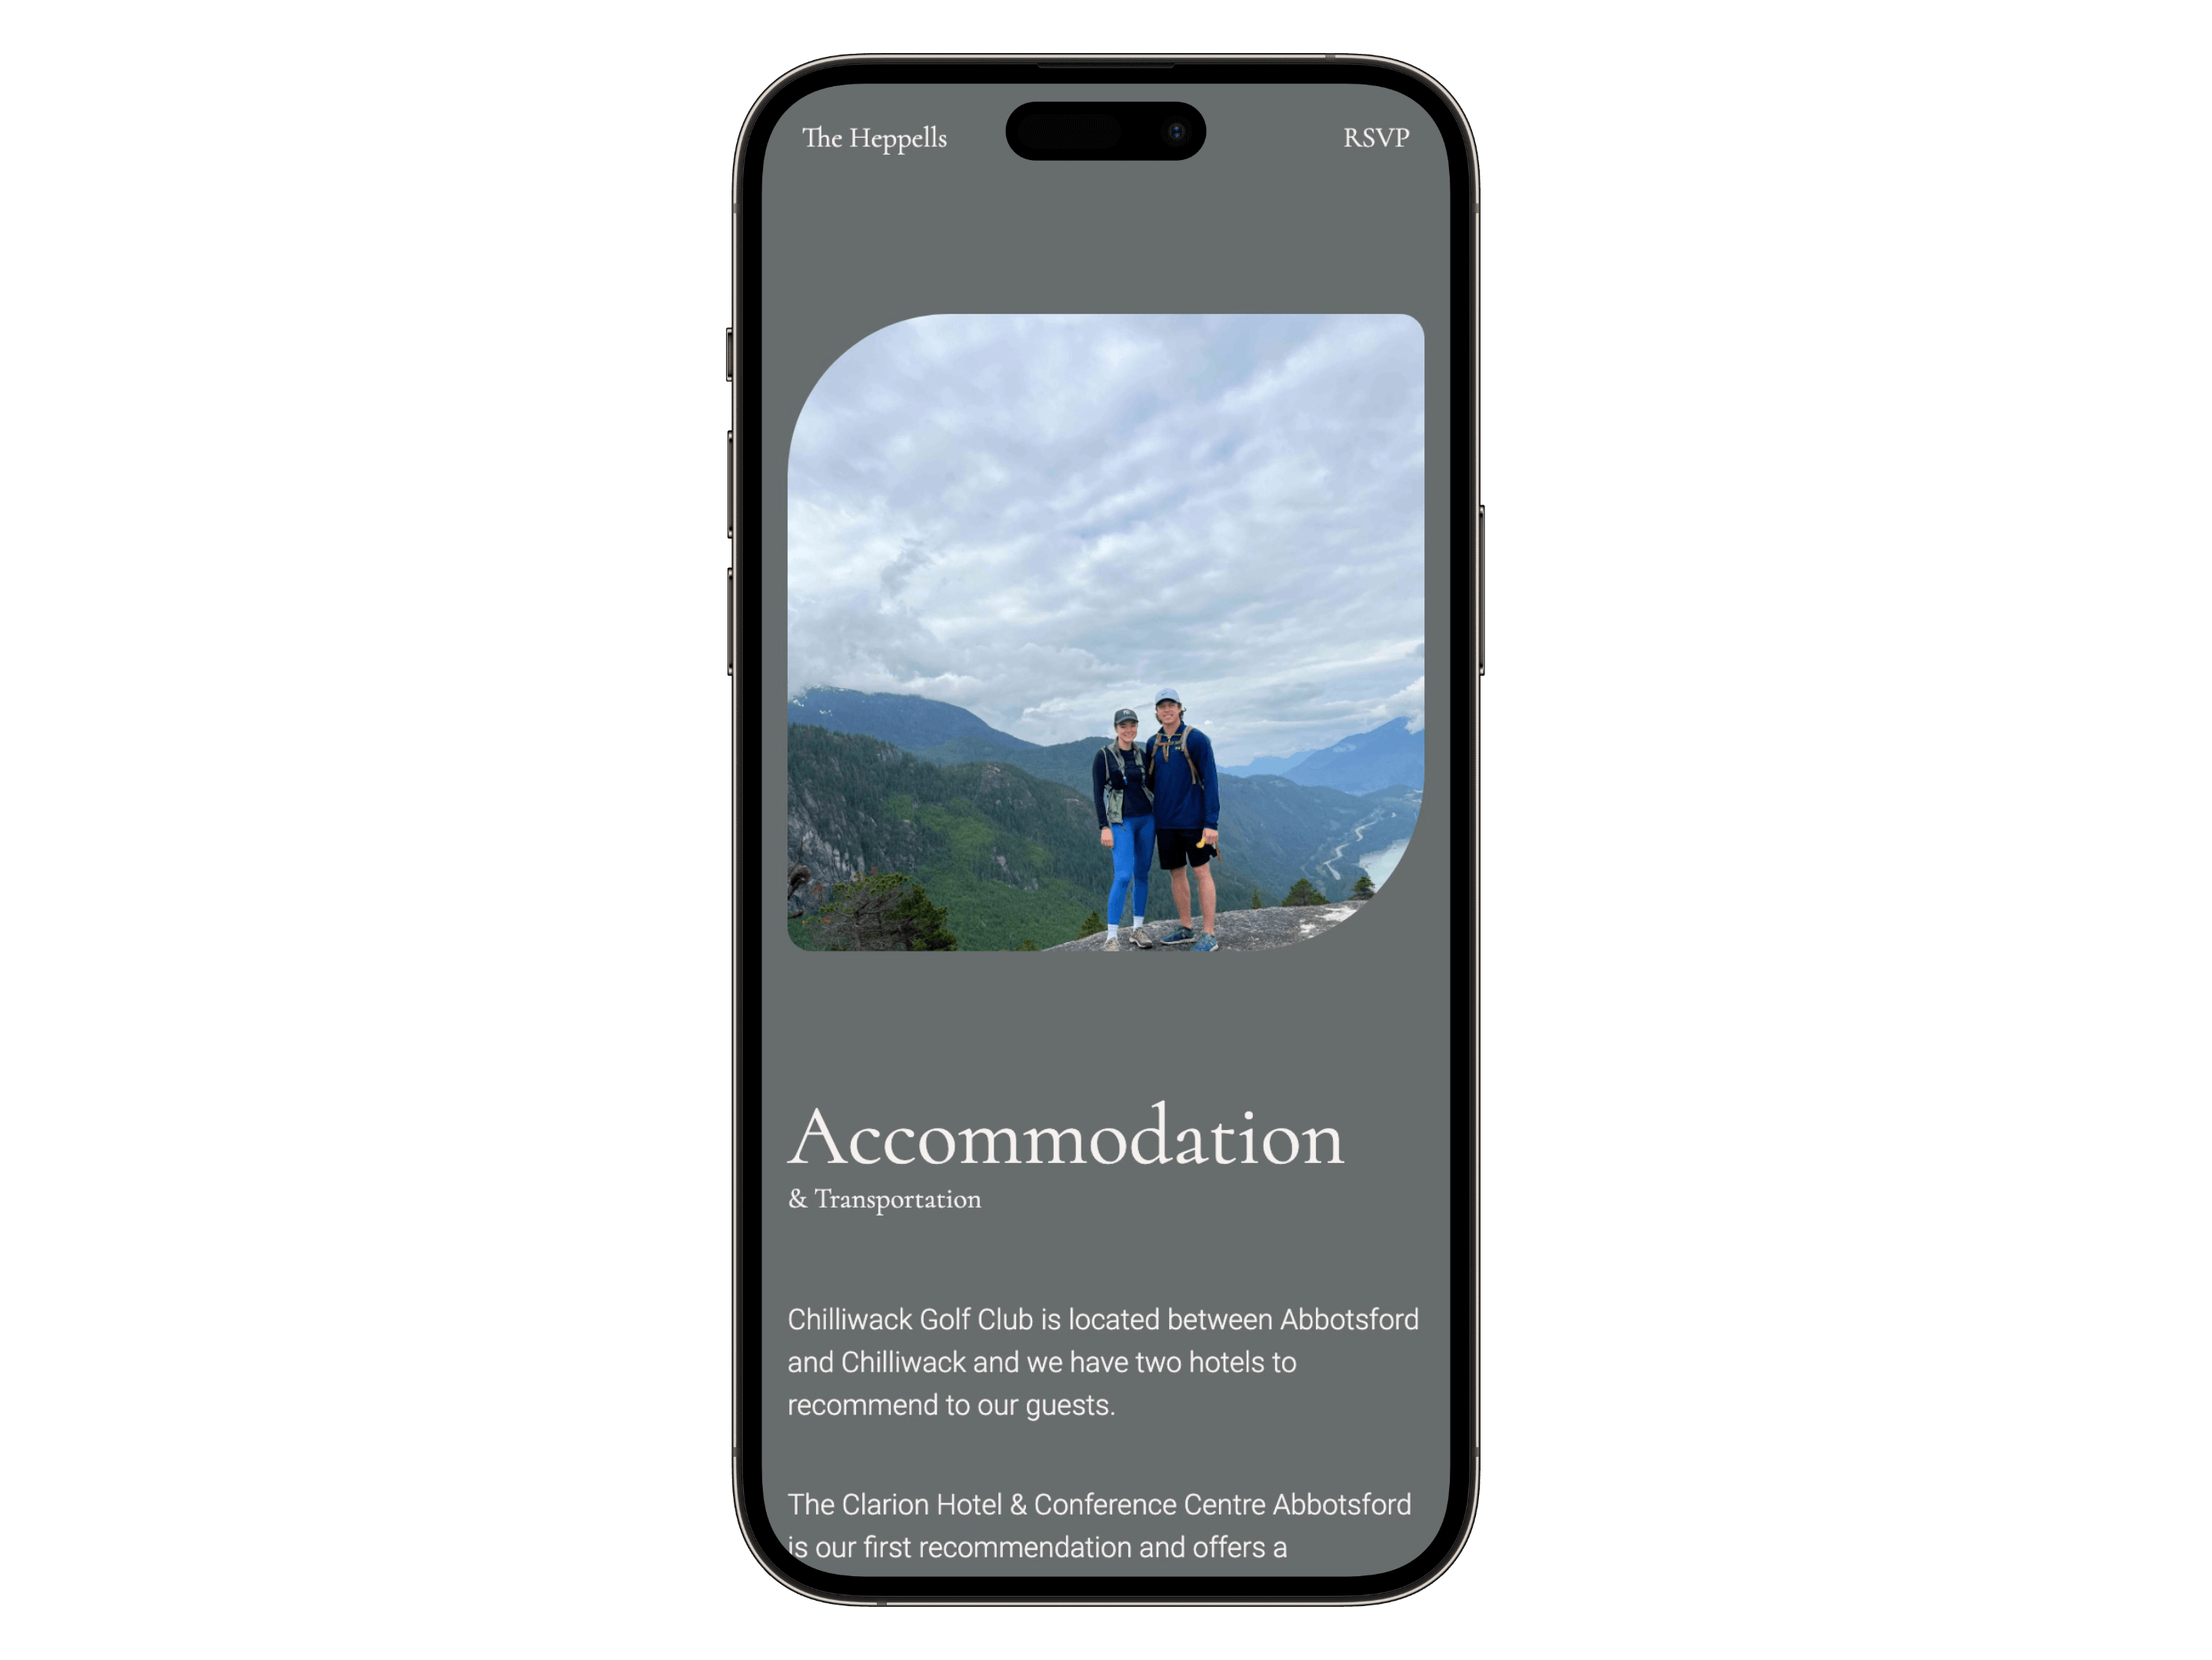 The Heppells
RSVP
Accommodation
& Transportation
Chilliwack Golf Club is located between Abbotsford
and Chilliwack and we have two hotels to
recommend to our guests.
The Clarion Hotel & Conference Centre Abbotsford
is our first recommendation and offers a